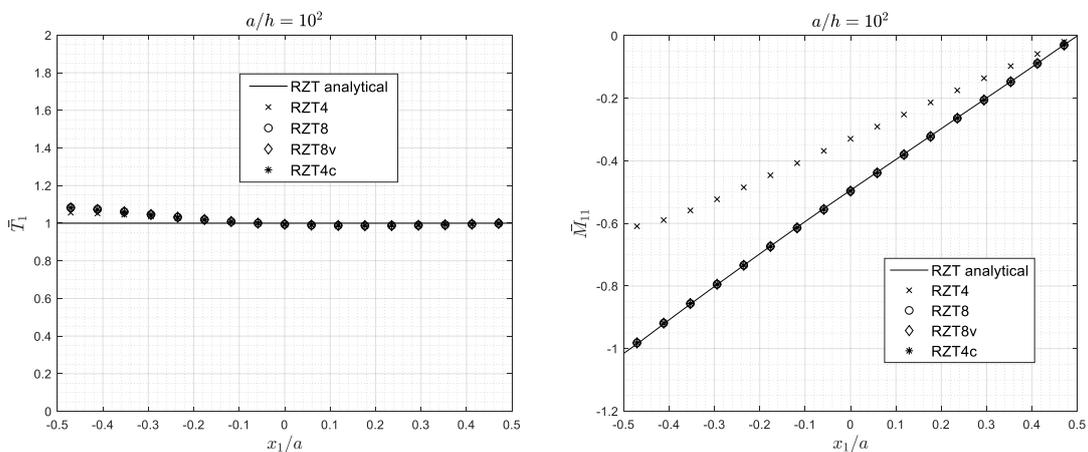 a/h = 10²
2
1.8
1.6
1.4
1.2
1
0.8
0.6
0.4
0.2
0
T̄₁
RZT analytical
RZT4
RZT8
RZT8v
RZT4c
-0.5 -0.4 -0.3 -0.2 -0.1 0 0.1 0.2 0.3 0.4 0.5
x₁/a
a/h = 10²
0
-0.2
-0.4
-0.6
-0.8
-1
-1.2
M̄₁₁
RZT analytical
RZT4
RZT8
RZT8v
RZT4c
-0.5 -0.4 -0.3 -0.2 -0.1 0 0.1 0.2 0.3 0.4 0.5
x₁/a